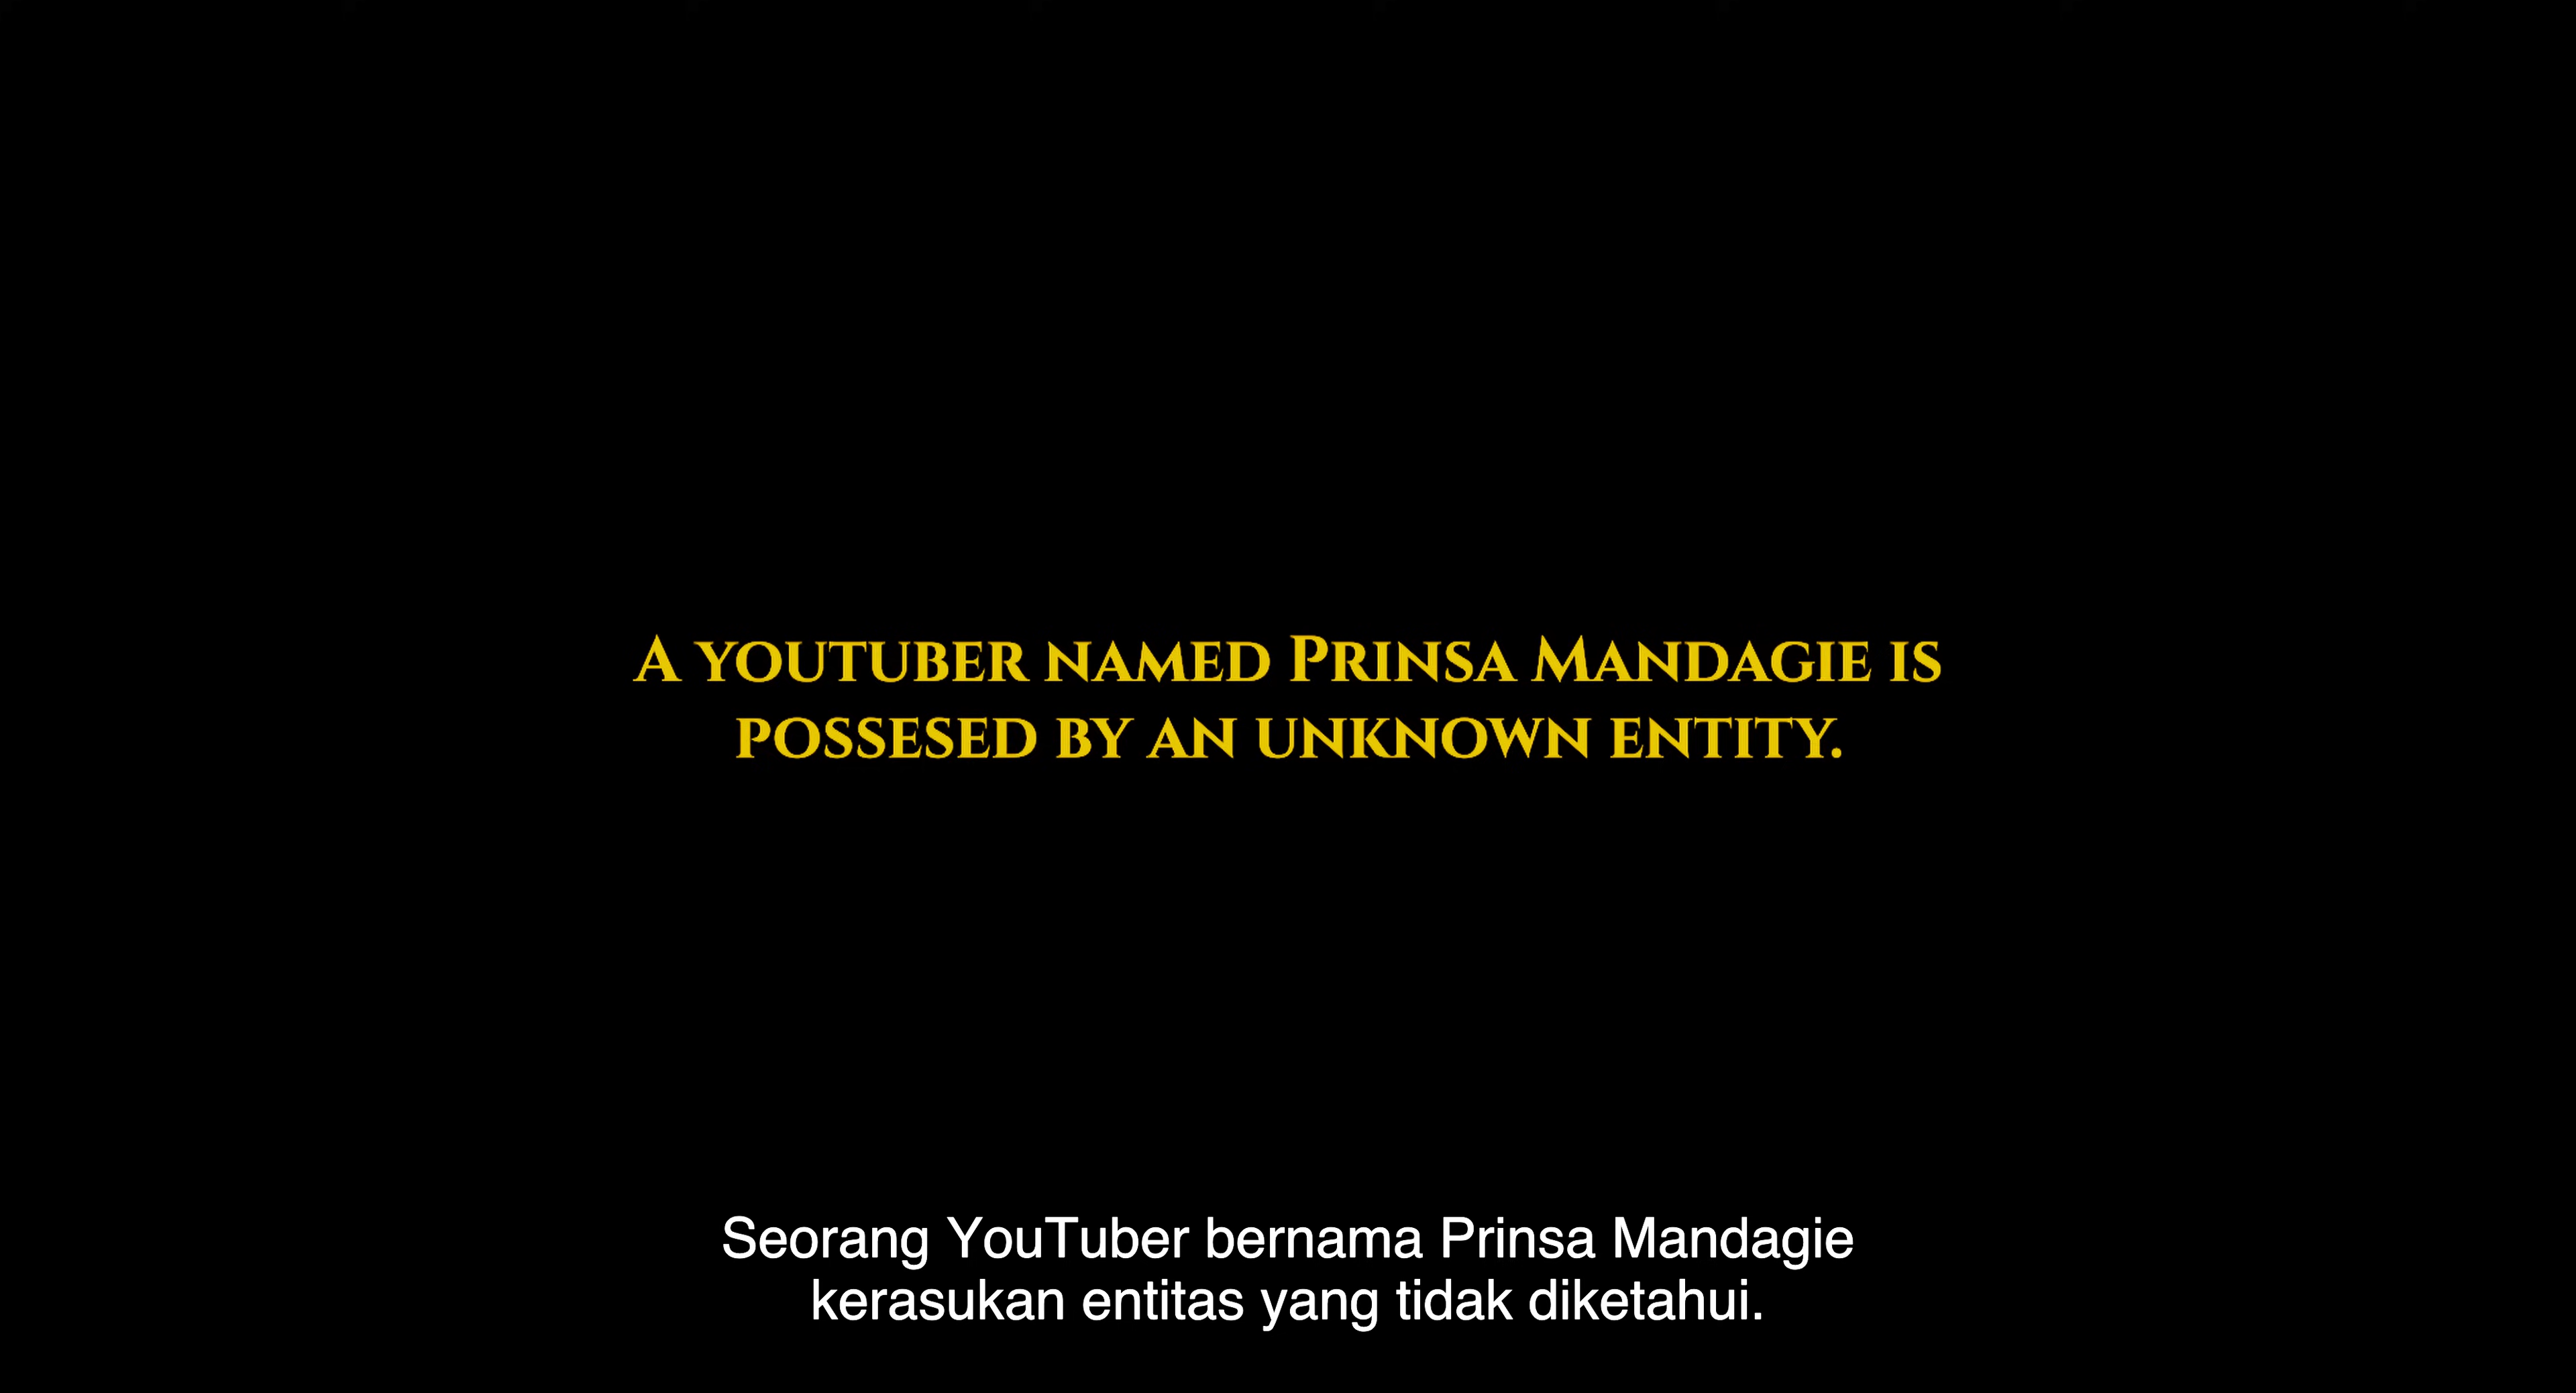 A YOUTUBER NAMED PRINSA MANDAGIE IS
POSSESED BY AN UNKNOWN ENTITY.
Seorang YouTuber bernama Prinsa Mandagie
kerasukan entitas yang tidak diketahui.